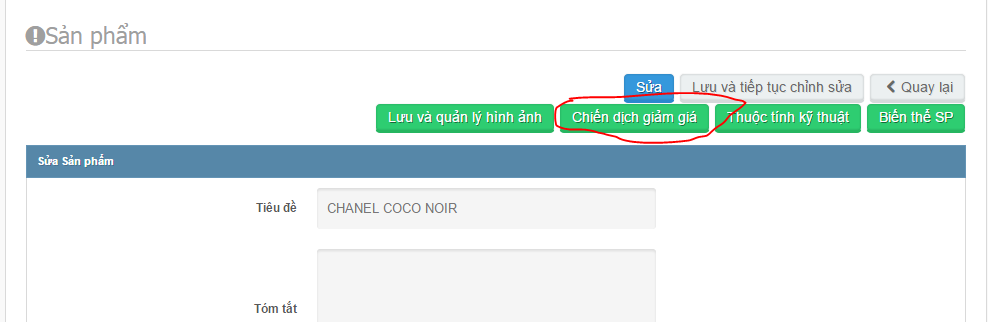 Sản phẩm
Sửa Lưu và tiếp tục chỉnh sửa Quay lại
Lưu và quản lý hình ảnh Chiến dịch giảm giá Thuộc tính kỹ thuật Biến thể SP
Sửa Sản phẩm
Tiêu đề CHANEL COCO NOIR
Tóm tắt